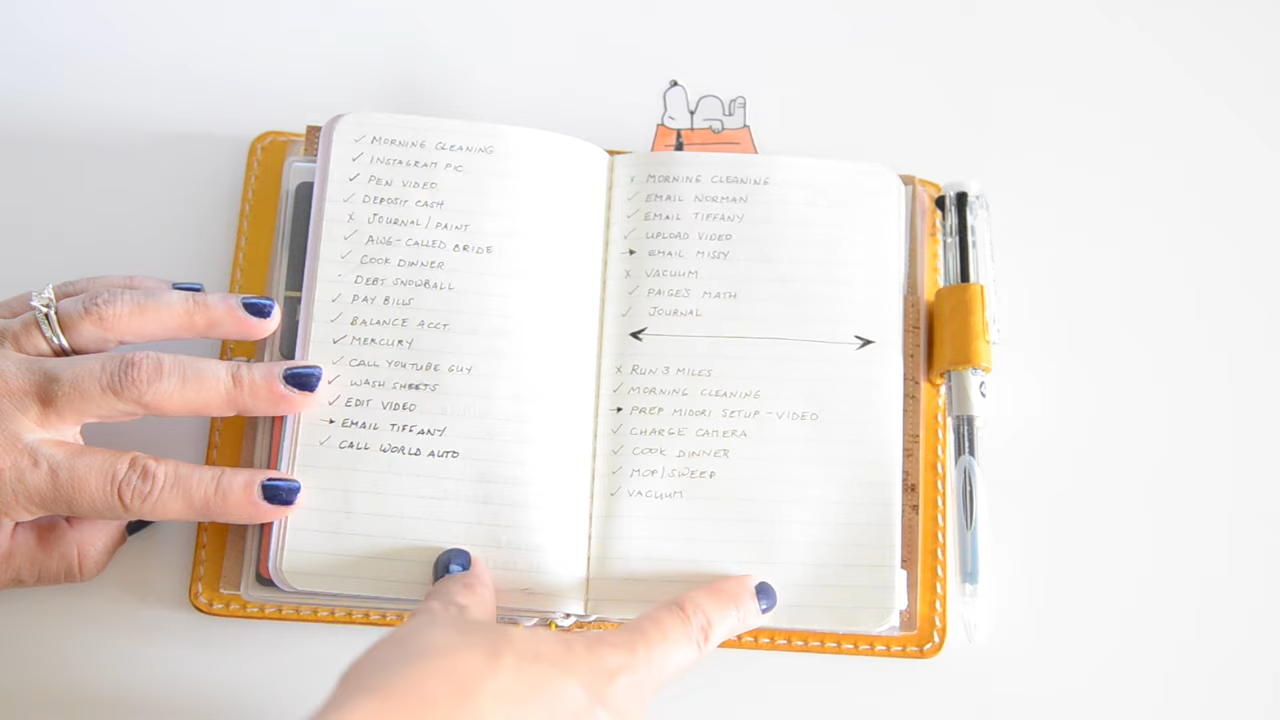 ✓ MORNING CLEANING
✓ INSTAGRAM PIC
✓ PEN VIDEO
✓ DEPOSIT CASH
x JOURNAL/PAINT
✓ AWG-CALLED BRIDE
✓ COOK DINNER
· DEBT SNOWBALL
✓ PAY BILLS
✓ BALANCE ACCT.
✓ MERCURY
✓ CALL YOUTUBE GUY
✓ WASH SHEETS
✓ EDIT VIDEO
→ EMAIL TIFFANY
✓ CALL WORLD AUTO
x MORNING CLEANING
✓ EMAIL NORMAN
✓ EMAIL TIFFANY
✓ UPLOAD VIDEO
→ EMAIL MISSY
x VACUUM
✓ PAIGE'S MATH
✓ JOURNAL
x RUN 3 MILES
✓ MORNING CLEANING
→ PREP MIDORI SETUP - VIDEO
✓ CHARGE CAMERA
✓ COOK DINNER
✓ MOP/SWEEP
✓ VACUUM